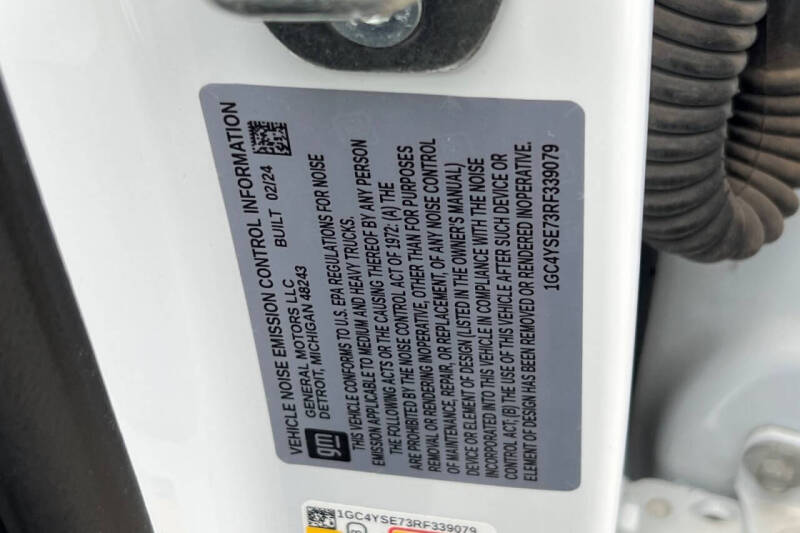 VEHICLE NOISE EMISSION CONTROL INFORMATION
GENERAL MOTORS LLC BUILT 02/24
DETROIT, MICHIGAN 48243
gm
THIS VEHICLE CONFORMS TO U.S. EPA REGULATIONS FOR NOISE
EMISSION APPLICABLE TO MEDIUM AND HEAVY TRUCKS.
THE FOLLOWING ACTS OR THE CAUSING THEREOF BY ANY PERSON
ARE PROHIBITED BY THE NOISE CONTROL ACT OF 1972: (A) THE
REMOVAL OR RENDERING INOPERATIVE, OTHER THAN FOR PURPOSES
OF MAINTENANCE, REPAIR, OR REPLACEMENT OF ANY NOISE CONTROL
DEVICE OR ELEMENT OF DESIGN (LISTED IN THE OWNER'S MANUAL)
INCORPORATED INTO THIS VEHICLE IN COMPLIANCE WITH THE NOISE
CONTROL ACT, (B) THE USE OF THIS VEHICLE AFTER SUCH DEVICE OR
ELEMENT OF DESIGN HAS BEEN REMOVED OR RENDERED INOPERATIVE.
1GC4YSE73RF339079
1GC4YSE73RF339079